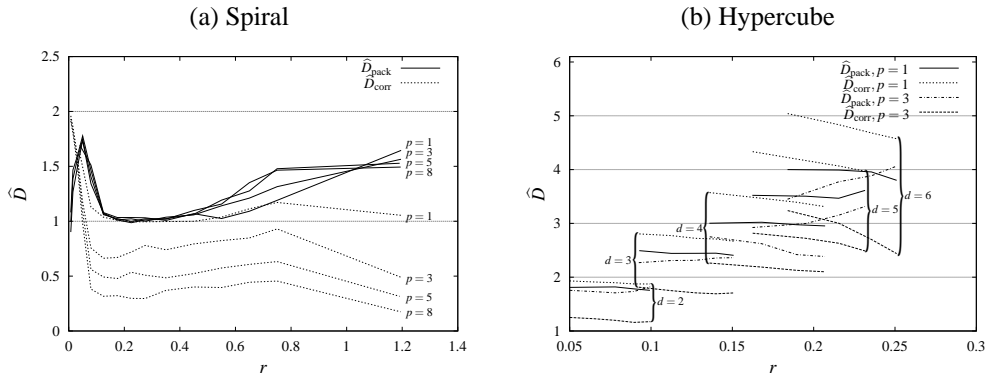 (a) Spiral
2.5
2
1.5
1
0.5
0
D̂
D̂pack
D̂corr
p = 1
p = 3
p = 5
p = 8
p = 1
p = 3
p = 5
p = 8
0 0.2 0.4 0.6 0.8 1 1.2 1.4
r
(b) Hypercube
6
5
4
3
2
1
D̂
D̂pack, p = 1
D̂corr, p = 1
D̂pack, p = 3
D̂corr, p = 3
d = 6
d = 5
d = 4
d = 3
d = 2
0.05 0.1 0.15 0.2 0.25 0.3
r